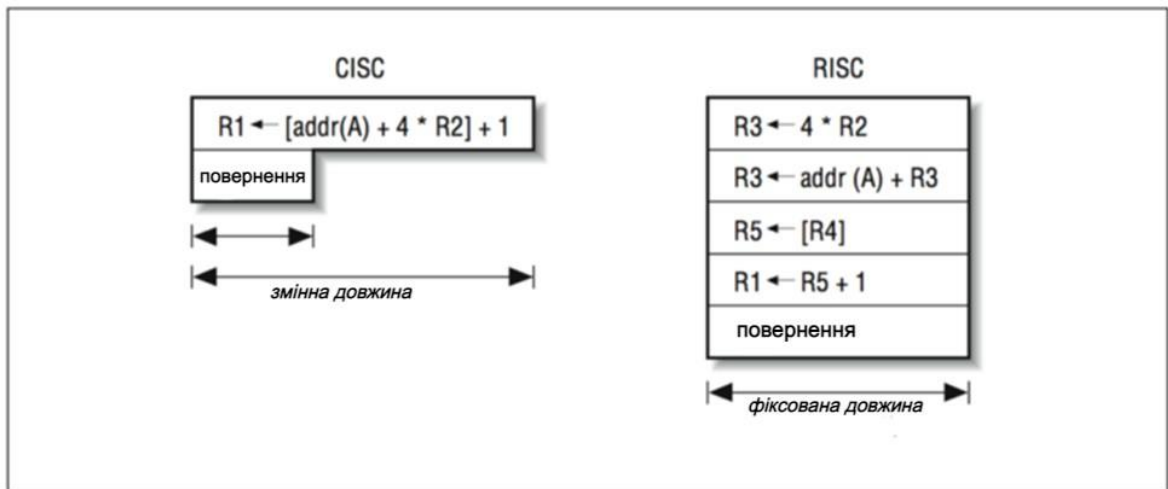 CISC
R1 ← [addr(A) + 4 * R2] + 1
повернення
змінна довжина
RISC
R3 ← 4 * R2
R3 ← addr (A) + R3
R5 ← [R4]
R1 ← R5 + 1
повернення
фіксована довжина